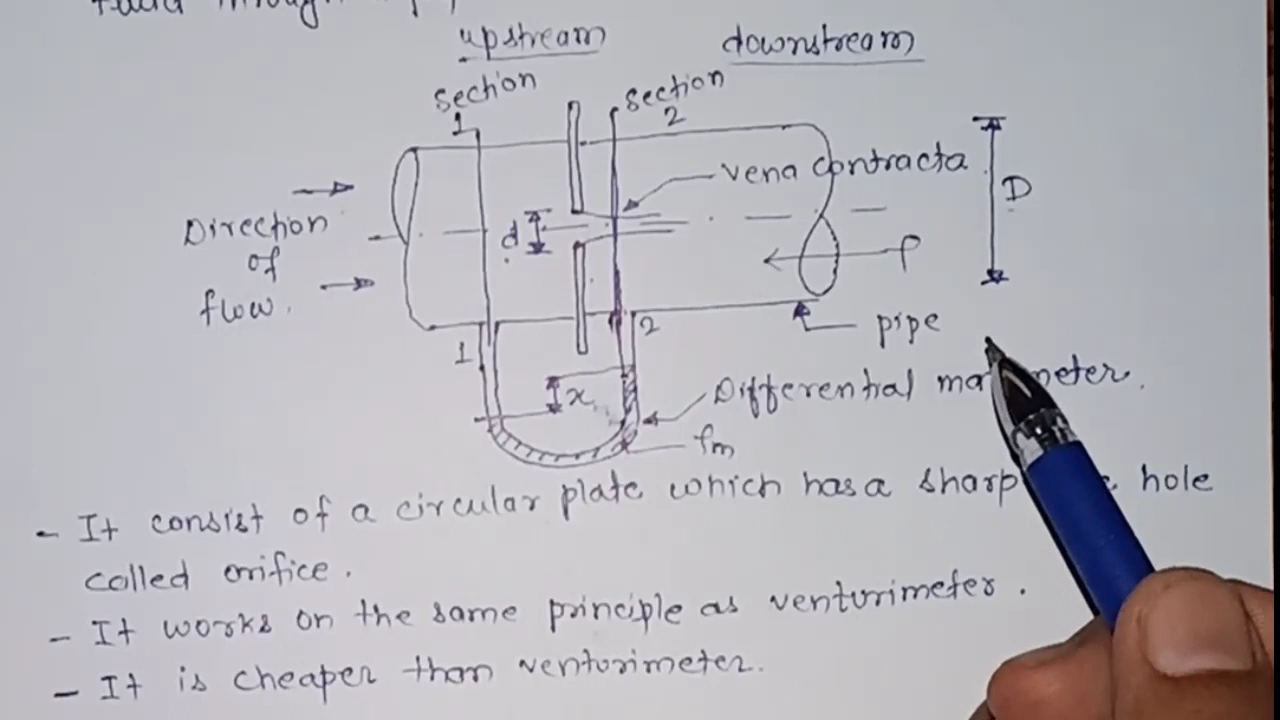 upstream
downstream
section
1
section
2
vena contracta
D
Direction
of
flow.
d
ρ
pipe
1
2
x
Differential
ρm
- It consist of a circular plate which has a sharp hole
called orifice.
- It works on the same principle as venturimeter.
- It is cheaper than venturimeter.